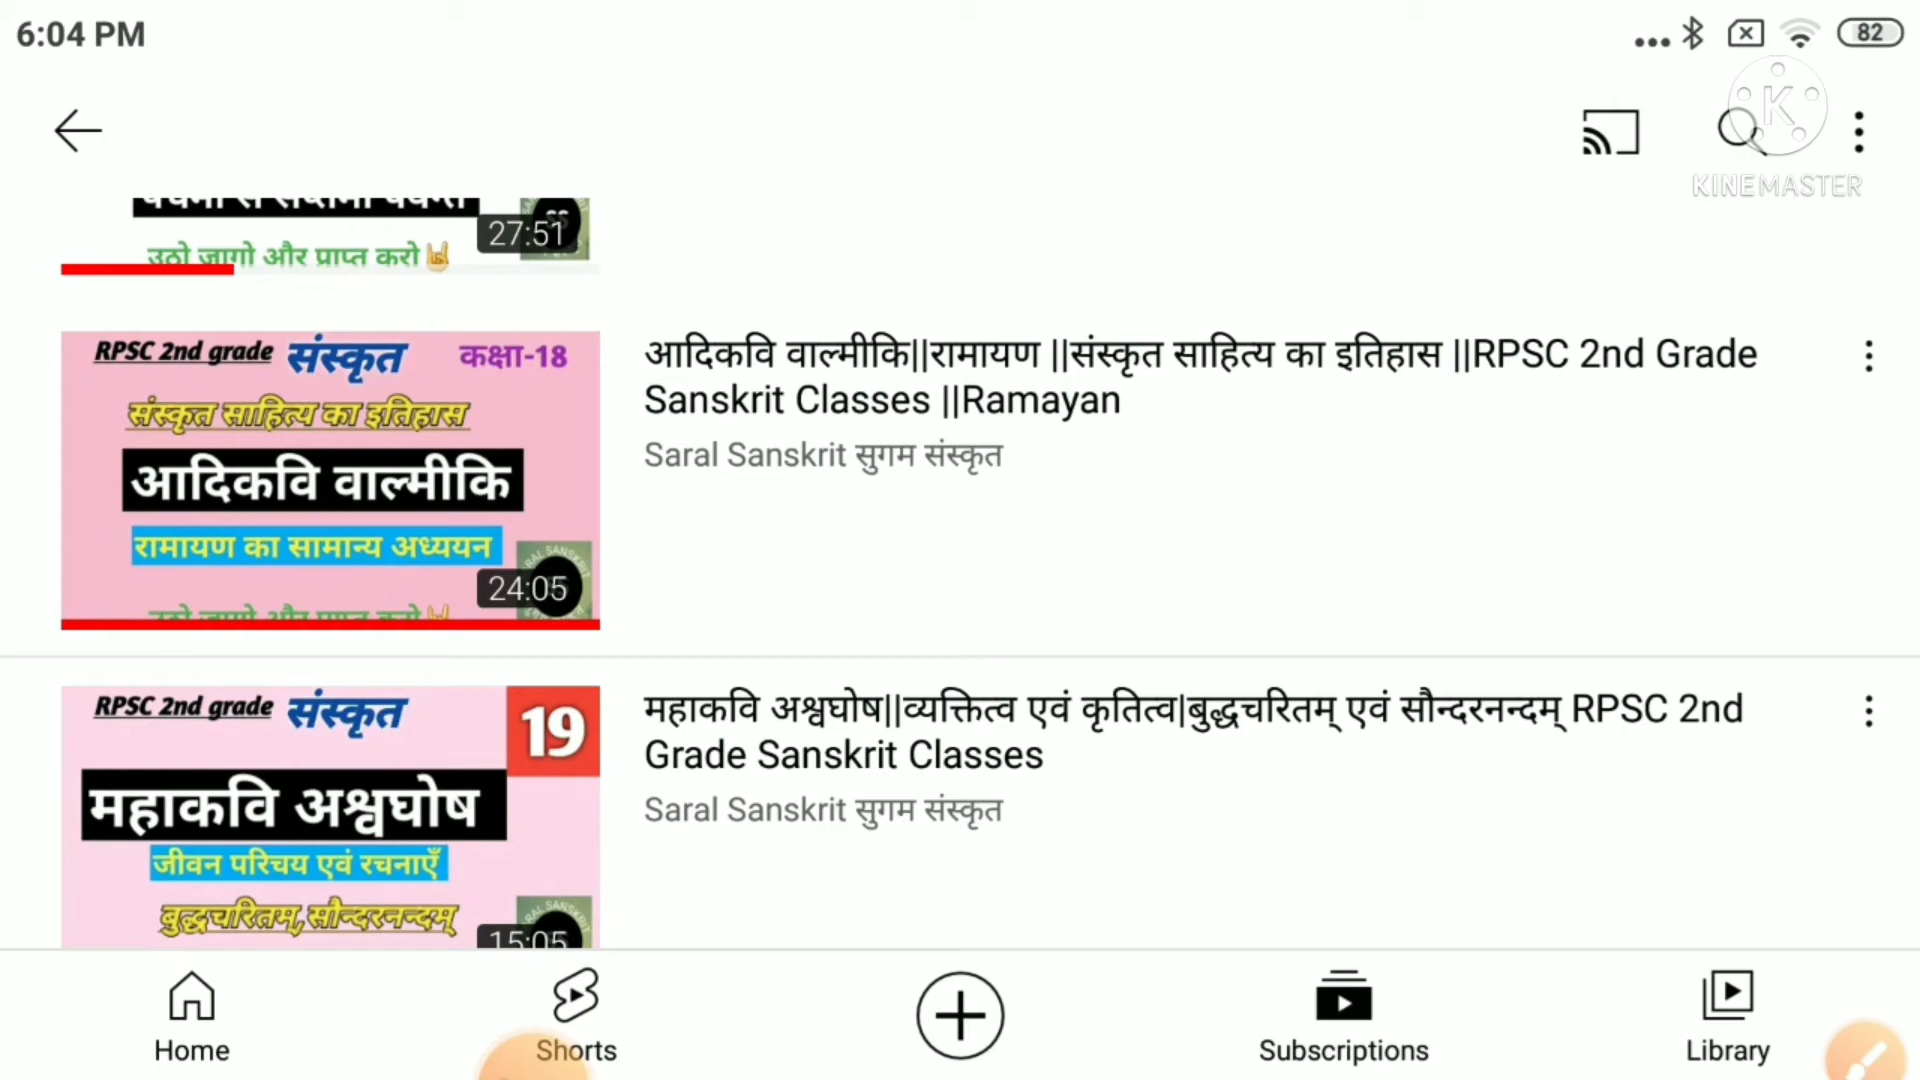 6:04 PM
82
KINEMASTER
27:51
उठो जागो और प्राप्त करो
RPSC 2nd grade संस्कृत कक्षा-18
संस्कृत साहित्य का इतिहास
आदिकवि वाल्मीकि
रामायण का सामान्य अध्ययन
24:05
आदिकवि वाल्मीकि||रामायण ||संस्कृत साहित्य का इतिहास ||RPSC 2nd Grade
Sanskrit Classes ||Ramayan
Saral Sanskrit सुगम संस्कृत
RPSC 2nd grade संस्कृत 19
महाकवि अश्वघोष
जीवन परिचय एवं रचनाएँ
बुद्धचरितम्,सौन्दरनन्दम्
15:05
महाकवि अश्वघोष||व्यक्तित्व एवं कृतित्व|बुद्धचरितम् एवं सौन्दरनन्दम् RPSC 2nd
Grade Sanskrit Classes
Saral Sanskrit सुगम संस्कृत
Home
Shorts
Subscriptions
Library